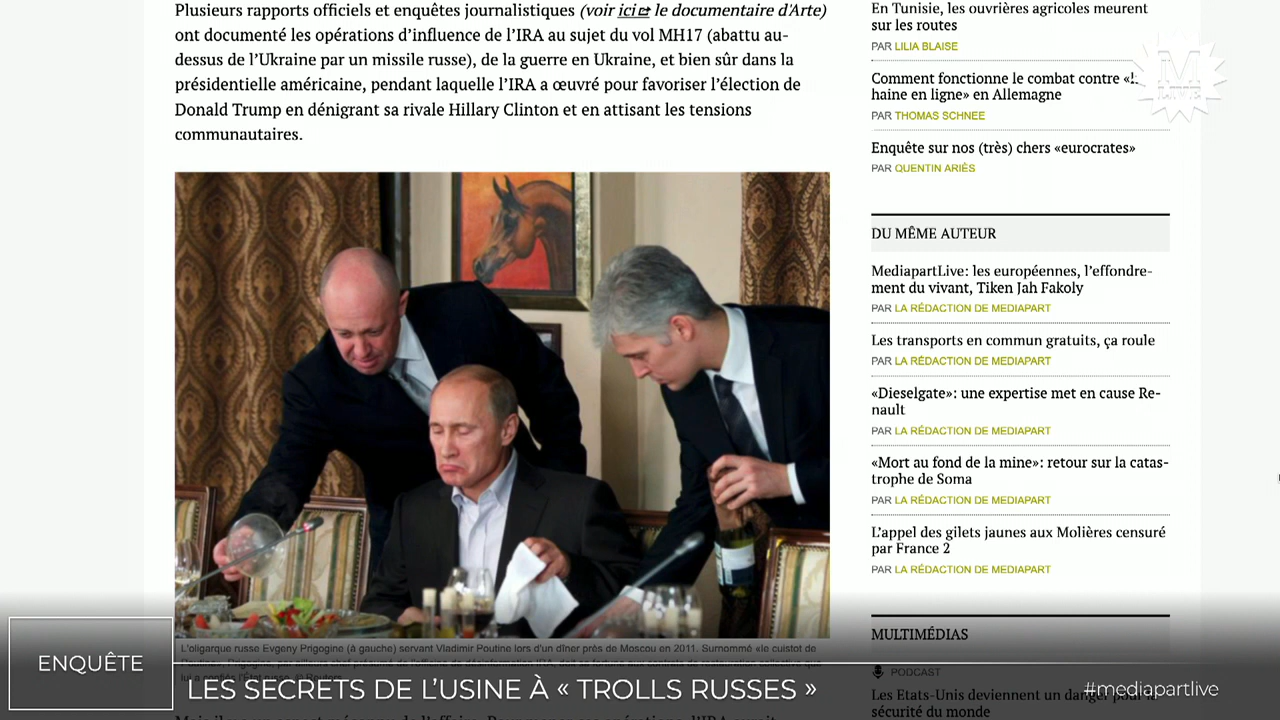 Plusieurs rapports officiels et enquêtes journalistiques (voir ici le documentaire d'Arte)
ont documenté les opérations d'influence de l'IRA au sujet du vol MH17 (abattu au-
dessus de l'Ukraine par un missile russe), de la guerre en Ukraine, et bien sûr dans la
présidentielle américaine, pendant laquelle l'IRA a œuvré pour favoriser l'élection de
Donald Trump en dénigrant sa rivale Hillary Clinton et en attisant les tensions
communautaires.
L'oligarque russe Evgeny Prigogine (à gauche) servant Vladimir Poutine lors d'un dîner près de Moscou en 2011. Surnommé «le cuistot de
En Tunisie, les ouvrières agricoles meurent
sur les routes
PAR LILIA BLAISE
Comment fonctionne le combat contre
haine en ligne» en Allemagne
PAR THOMAS SCHNEE
Enquête sur nos (très) chers «eurocrates»
PAR QUENTIN ARIÈS
DU MÊME AUTEUR
MediapartLive: les européennes, l'effondre-
ment du vivant, Tiken Jah Fakoly
PAR LA RÉDACTION DE MEDIAPART
Les transports en commun gratuits, ça roule
PAR LA RÉDACTION DE MEDIAPART
«Dieselgate»: une expertise met en cause Re-
nault
PAR LA RÉDACTION DE MEDIAPART
«Mort au fond de la mine»: retour sur la catas-
trophe de Soma
PAR LA RÉDACTION DE MEDIAPART
L'appel des gilets jaunes aux Molières censuré
par France 2
PAR LA RÉDACTION DE MEDIAPART
MULTIMÉDIAS
PODCAST
Les Etats-Unis deviennent un danger pour la
sécurité du monde
M
LIVE
ENQUÊTE
LES SECRETS DE L'USINE À « TROLLS RUSSES »
#mediapartlive